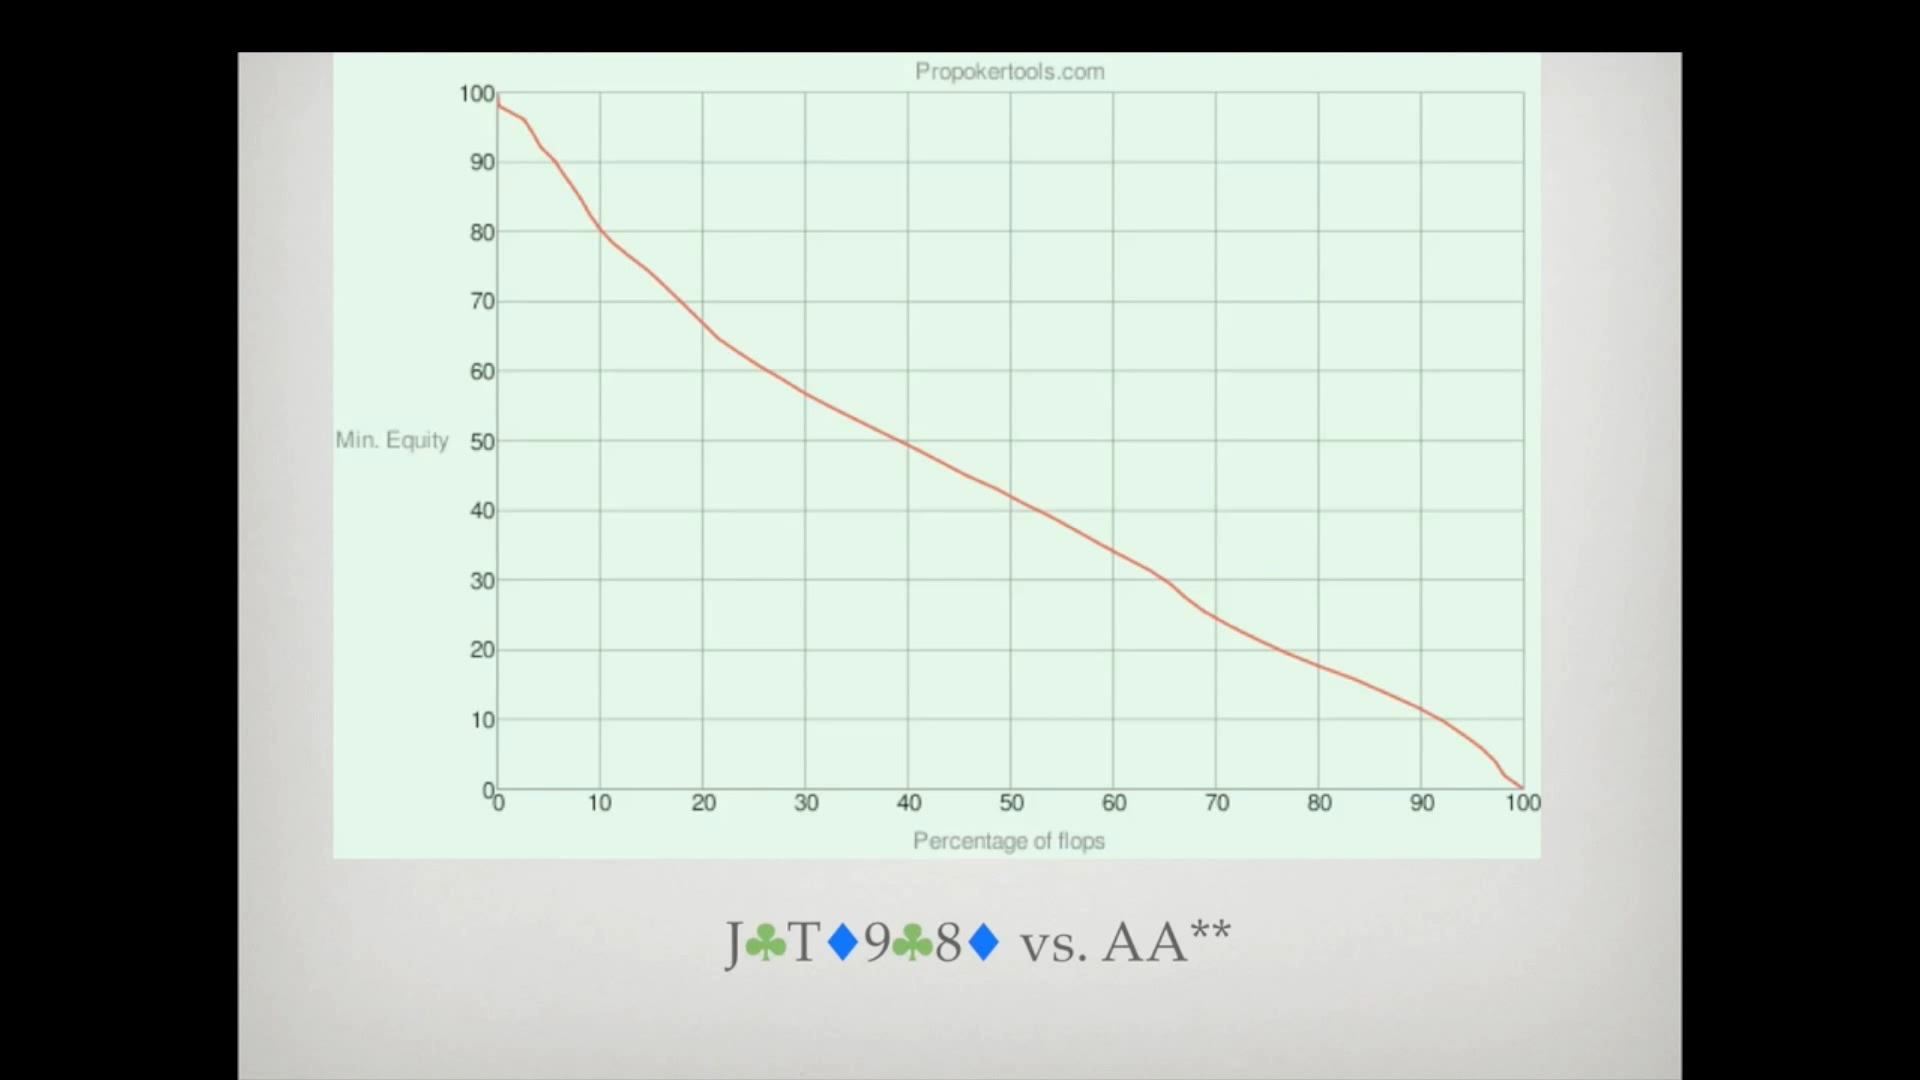 Propokertools.com
100
90
80
70
60
Min. Equity 50
40
30
20
10
0
0 10 20 30 40 50 60 70 80 90 100
Percentage of flops
J♣T♦9♣8♦ vs. AA**